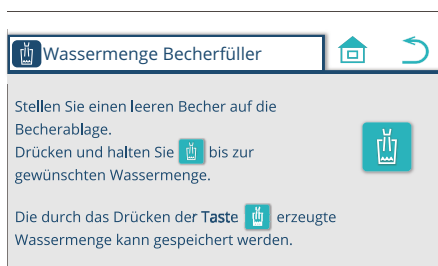 Wassermenge Becherfüller
Stellen Sie einen leeren Becher auf die
Becherablage.
Drücken und halten Sie bis zur
gewünschten Wassermenge.
Die durch das Drücken der Taste erzeugte
Wassermenge kann gespeichert werden.